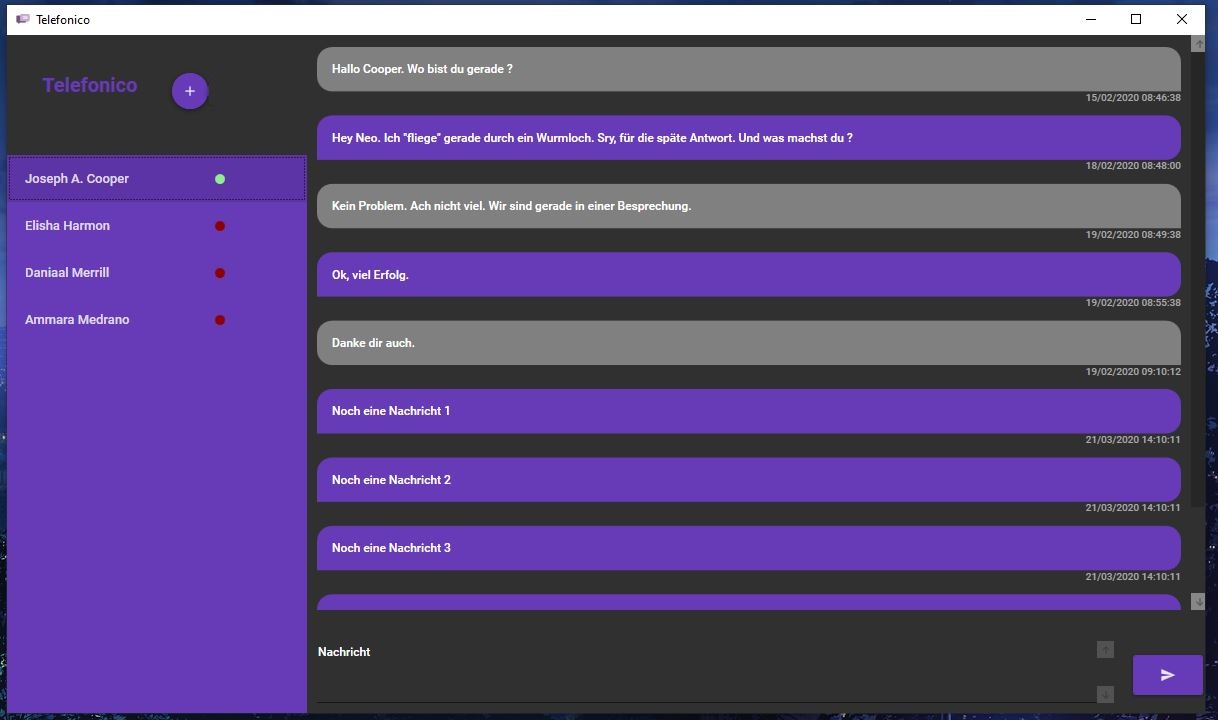 Telefonico
Telefonico
+
Joseph A. Cooper
Elisha Harmon
Daniaal Merrill
Ammara Medrano
Hallo Cooper. Wo bist du gerade ?
15/02/2020 08:46:38
Hey Neo. Ich "fliege" gerade durch ein Wurmloch. Sry, für die späte Antwort. Und was machst du ?
18/02/2020 08:48:00
Kein Problem. Ach nicht viel. Wir sind gerade in einer Besprechung.
19/02/2020 08:49:38
Ok, viel Erfolg.
19/02/2020 08:55:38
Danke dir auch.
19/02/2020 09:10:12
Noch eine Nachricht 1
21/03/2020 14:10:11
Noch eine Nachricht 2
21/03/2020 14:10:11
Noch eine Nachricht 3
21/03/2020 14:10:11
Nachricht